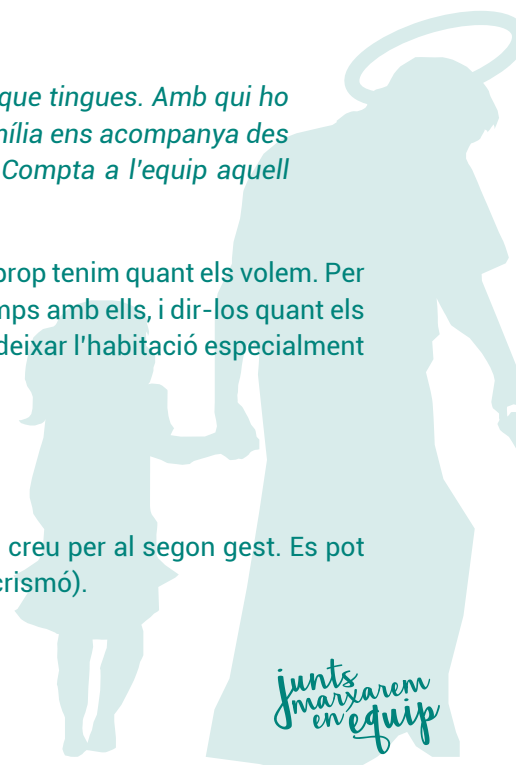 que tingues. Amb qui ho
mília ens acompanya des
Compta a l'equip aquell
prop tenim quant els volem. Per
mps amb ells, i dir-los quant els
deixar l'habitació especialment
creu per al segon gest. Es pot
crismó).
junts
marxarem
en equip